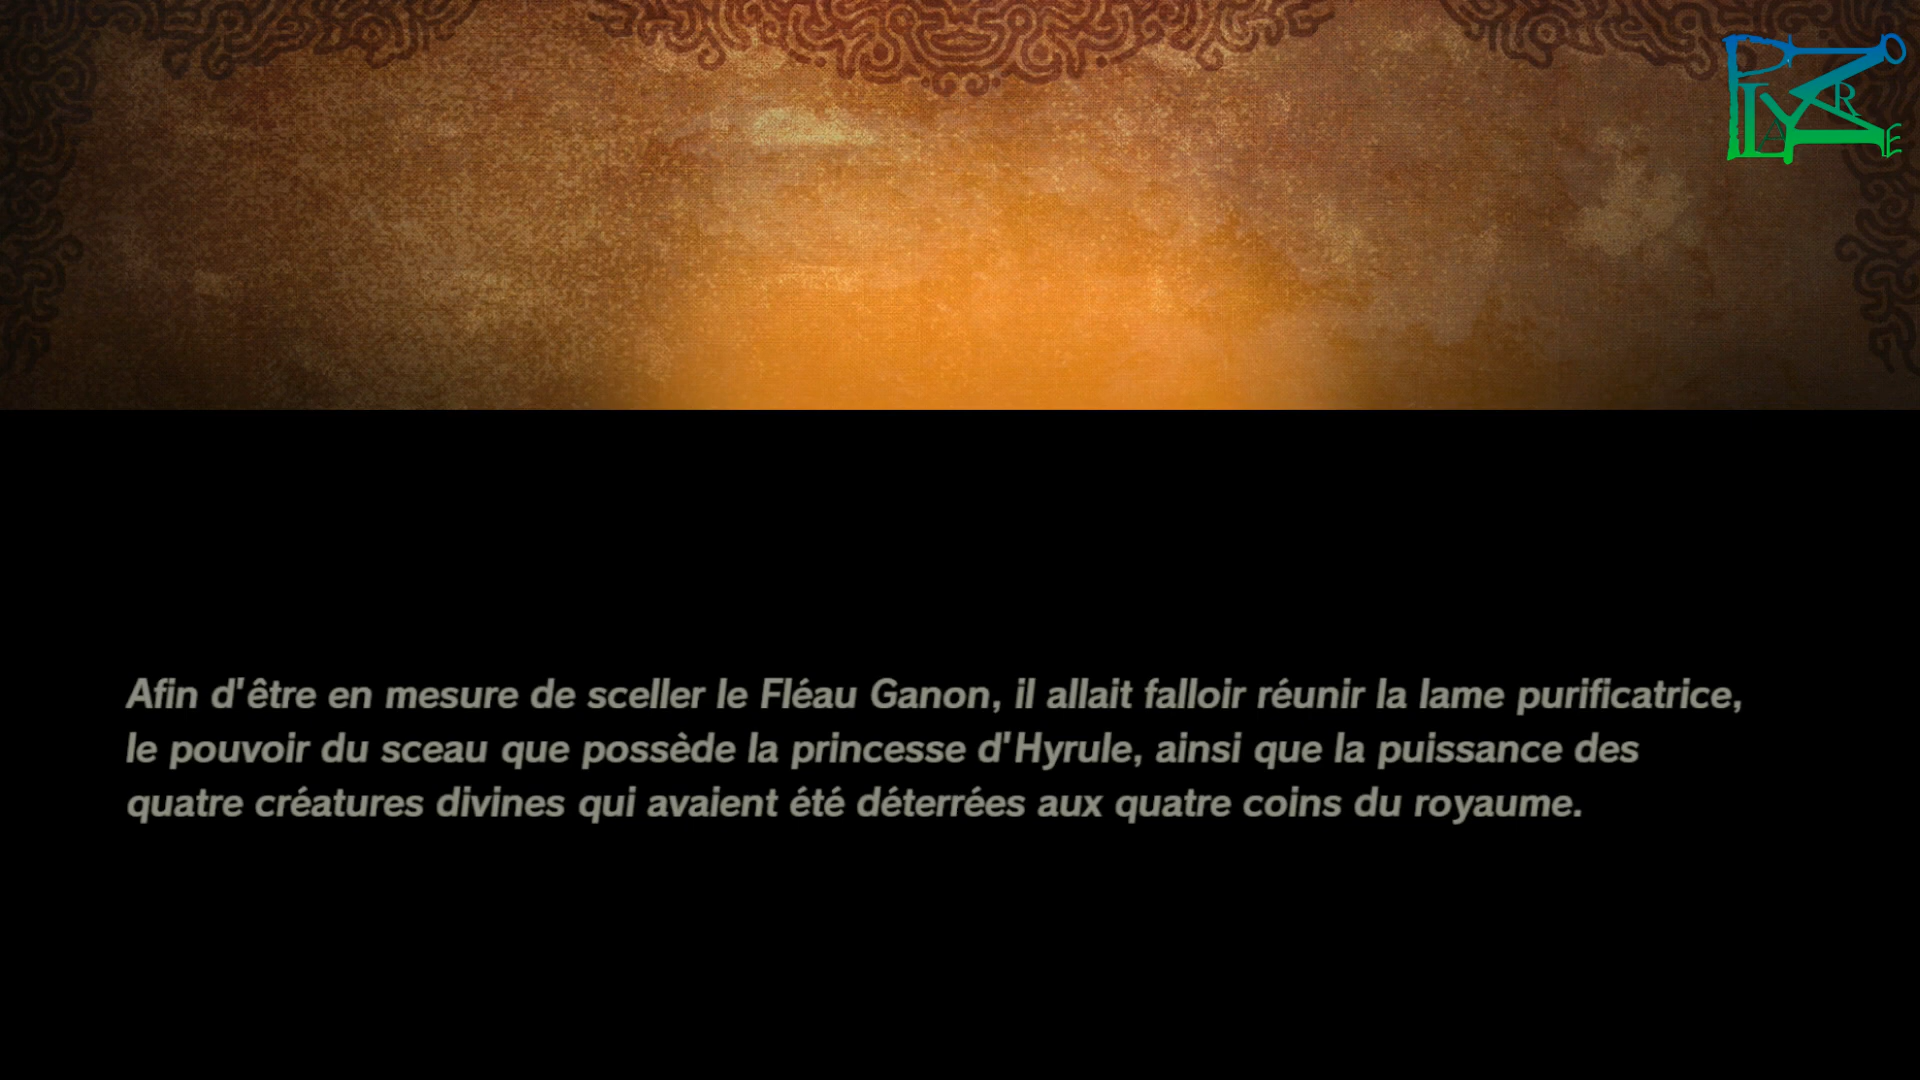 Afin d'être en mesure de sceller le Fléau Ganon, il allait falloir réunir la lame purificatrice,
le pouvoir du sceau que possède la princesse d'Hyrule, ainsi que la puissance des
quatre créatures divines qui avaient été déterrées aux quatre coins du royaume.